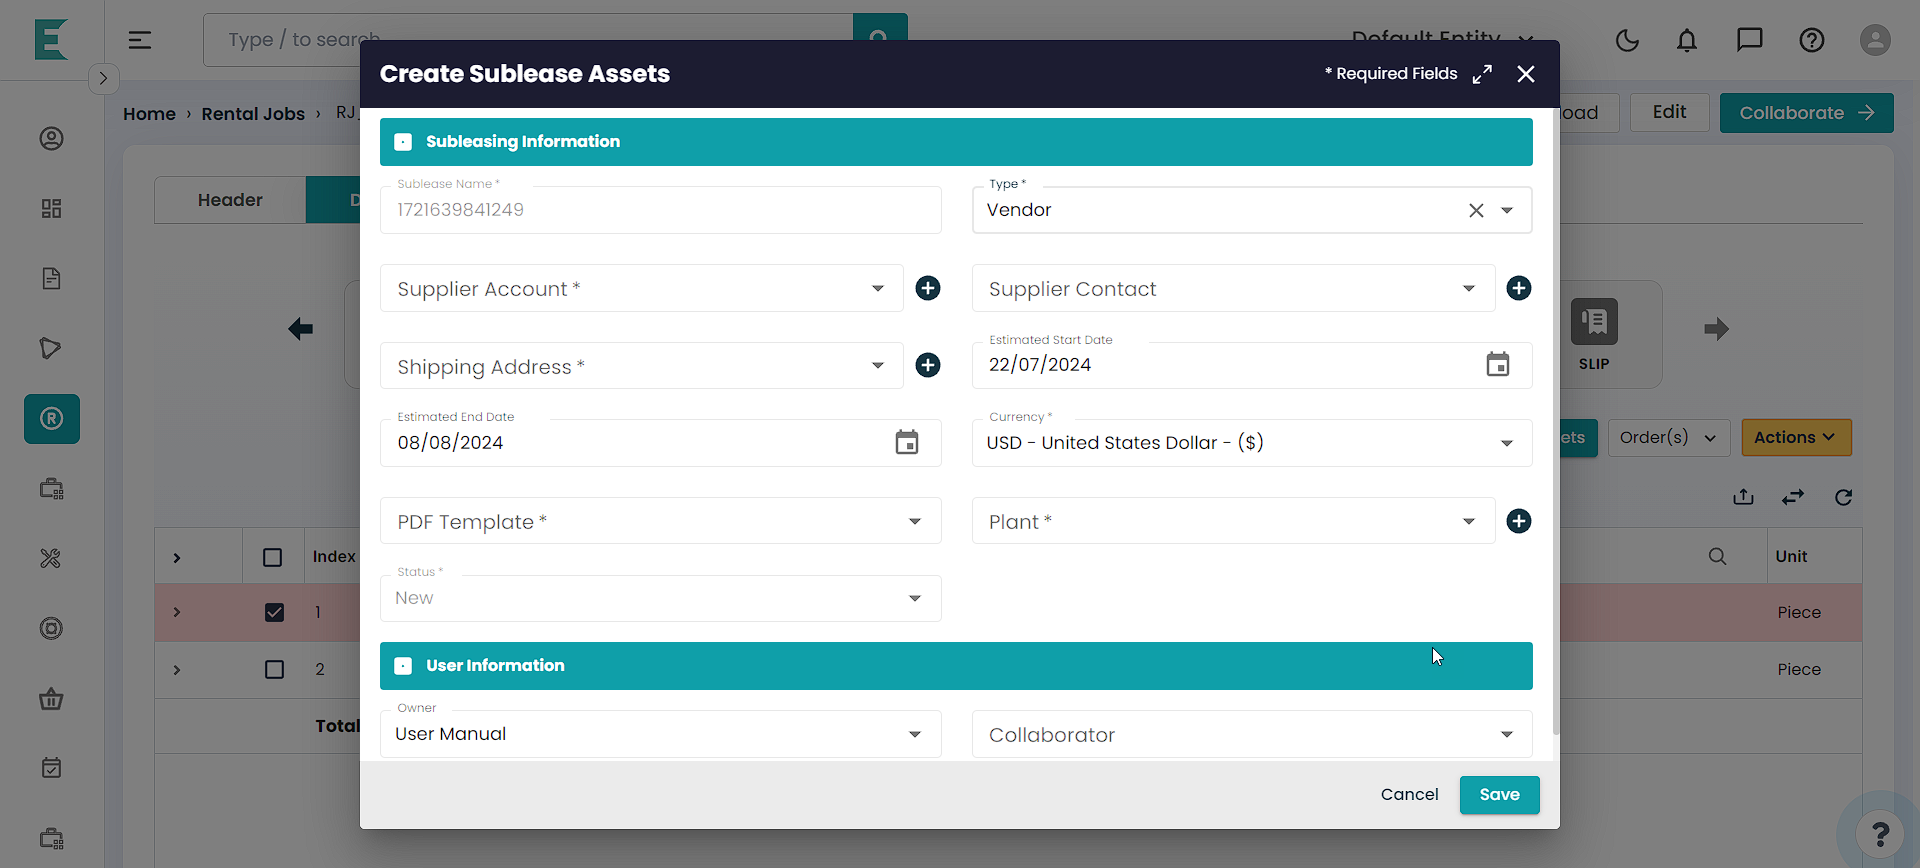 Type / to search
Default Entity
Create Sublease Assets
* Required Fields
Home › Rental Jobs › RJ
Edit
Collaborate
Subleasing Information
Header
Sublease Name *
1721639841249
Type *
Vendor
Supplier Account *
Supplier Contact
Shipping Address *
Estimated Start Date
22/07/2024
SLIP
Estimated End Date
08/08/2024
Currency *
USD - United States Dollar - ($)
Order(s)
Actions
PDF Template *
Plant *
Index
Unit
Status *
New
1
Piece
User Information
2
Piece
Owner
User Manual
Collaborator
Total
Cancel
Save